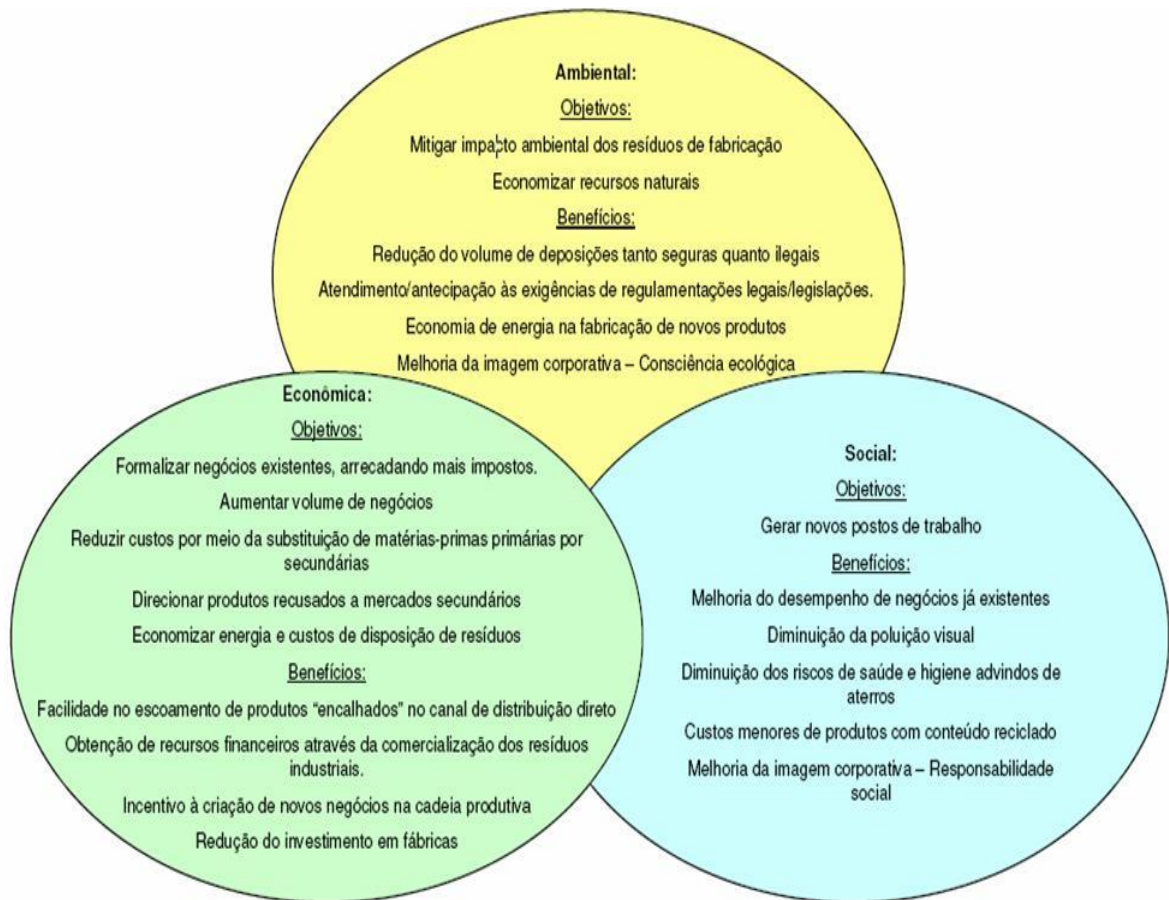 Ambiental:
Objetivos:
Mitigar impacto ambiental dos resíduos de fabricação
Economizar recursos naturais
Benefícios:
Redução do volume de deposições tanto seguras quanto ilegais
Atendimento/antecipação às exigências de regulamentações legais/legislações.
Economia de energia na fabricação de novos produtos
Melhoria da imagem corporativa – Consciência ecológica
Econômica:
Objetivos:
Formalizar negócios existentes, arrecadando mais impostos.
Aumentar volume de negócios
Reduzir custos por meio da substituição de matérias-primas primárias por
secundárias
Direcionar produtos recusados a mercados secundários
Economizar energia e custos de disposição de resíduos
Benefícios:
Facilidade no escoamento de produtos “encalhados” no canal de distribuição direto
Obtenção de recursos financeiros através da comercialização dos resíduos
industriais.
Incentivo à criação de novos negócios na cadeia produtiva
Redução do investimento em fábricas
Social:
Objetivos:
Gerar novos postos de trabalho
Benefícios:
Melhoria do desempenho de negócios já existentes
Diminuição da poluição visual
Diminuição dos riscos de saúde e higiene advindos de
aterros
Custos menores de produtos com conteúdo reciclado
Melhoria da imagem corporativa – Responsabilidade
social